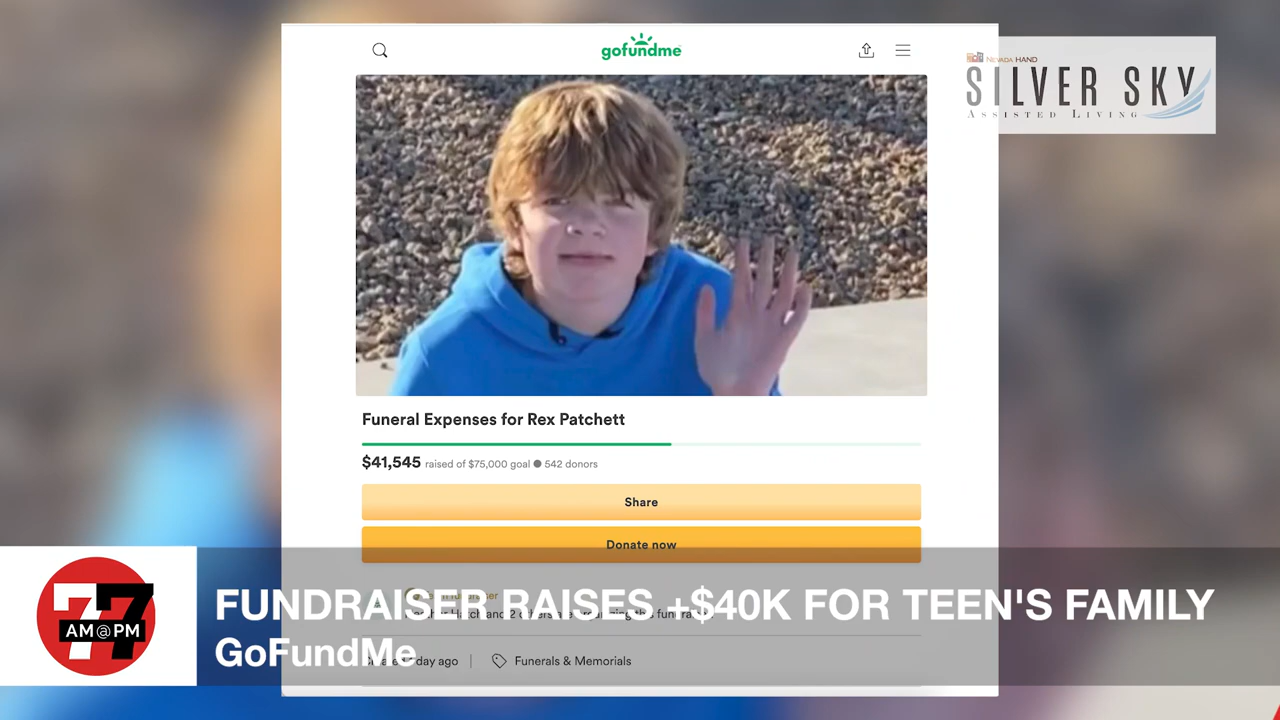 gofundme
NEVADA HAND
SILVER SKY
ASSISTED LIVING
Funeral Expenses for Rex Patchett
$41,545 raised of $75,000 goal ● 542 donors
Share
Donate now
77
AM@PM
FUNDRAISER RAISES +$40K FOR TEEN'S FAMILY
GoFundMe
day ago | Funerals & Memorials